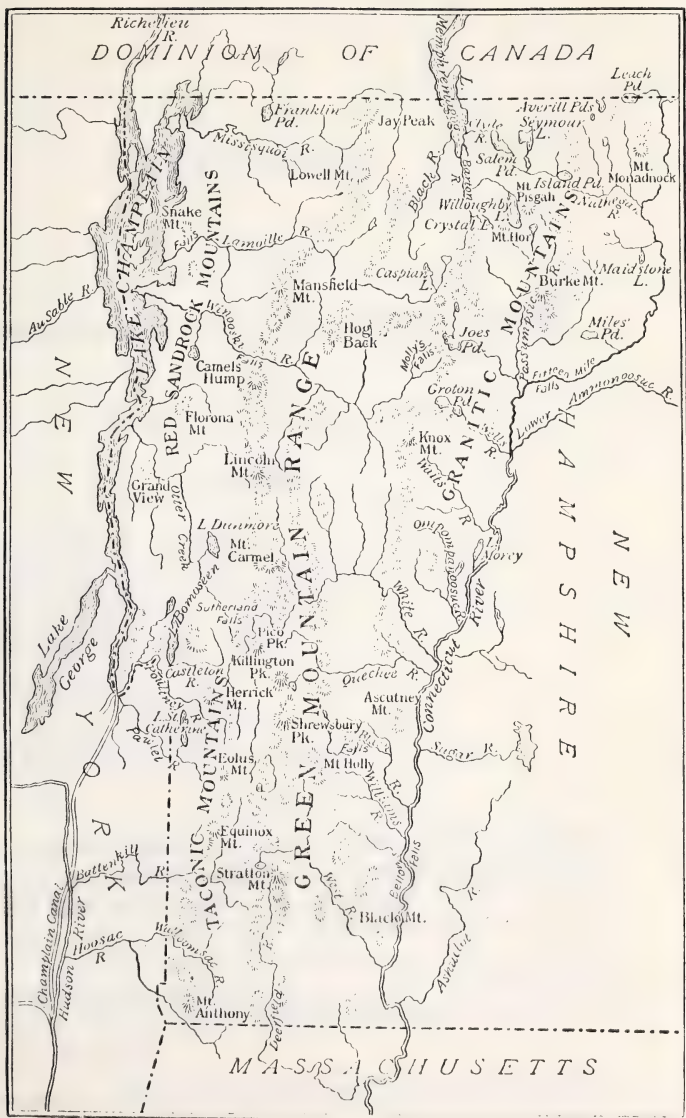 Richelieu
R.
DOMINION OF CANADA
Memphremagog
L.
Leach
Pd
Franklin
Pd.
Missisquoi R.
Jay Peak
Lowell Mt.
Averill Pds
Seymour
L.
Clyde
R.
Salem
Pd.
Black R.
Barton
R
Mt.
Monadnock
Island Pd.
Mt
Pisgah
Willoughby
L.
Nulhegan
R.
Crystal L.
Mt.Hor
LAKE CHAMPLAIN
Snake
Mt.
Falls
Lamoille R.
RED SANDROCK MOUNTAINS
Caspian
L.
Mansfield
Mt.
Burke Mt.
Maidstone
L.
AuSable R.
Winooski
Falls
R.
Hog
Back
Molly's
Falls
Joes
Pd.
Passumpsic
R.
Miles'
Pd.
Fifteen Mile
Falls
Lower Ammonoosuc R.
Camels
Hump
Groton
Pd.
Wells
R.
GRANITIC MOUNTAINS
Florona
Mt
Lincoln
Mt.
Knox
Mt.
Waits
R
Grand
View
Otter Creek
L Dunmore
Mt.
Carmel
Ompompanoosuc
L.
Morey
Bomoseen
Sutherland
Falls
White R.
Connecticut River
Lake
George
Pico
Pk.
Killington
Pk.
Quechee R.
Castleton
R.
Poultney
R
Herrick
Mt.
Ascutney
Mt.
L.St.
Catherine
Pawlet
R
Shrewsbury
Pk.
Falls
R.
Sugar R.
Eolus
Mt.
Mt Holly
Williams
R
TACONIC MOUNTAINS
GREEN MOUNTAIN RANGE
Equinox
Mt.
Battenkill R.
Stratton
Mt.
West R.
Bellows
Falls
Black Mt.
Ashuelot R.
Champlain Canal
Hudson River
Hoosac
R
Walloomsac
R
Mt.
Anthony
Deerfield
R
NEW YORK
NEW HAMPSHIRE
MASSACHUSETTS